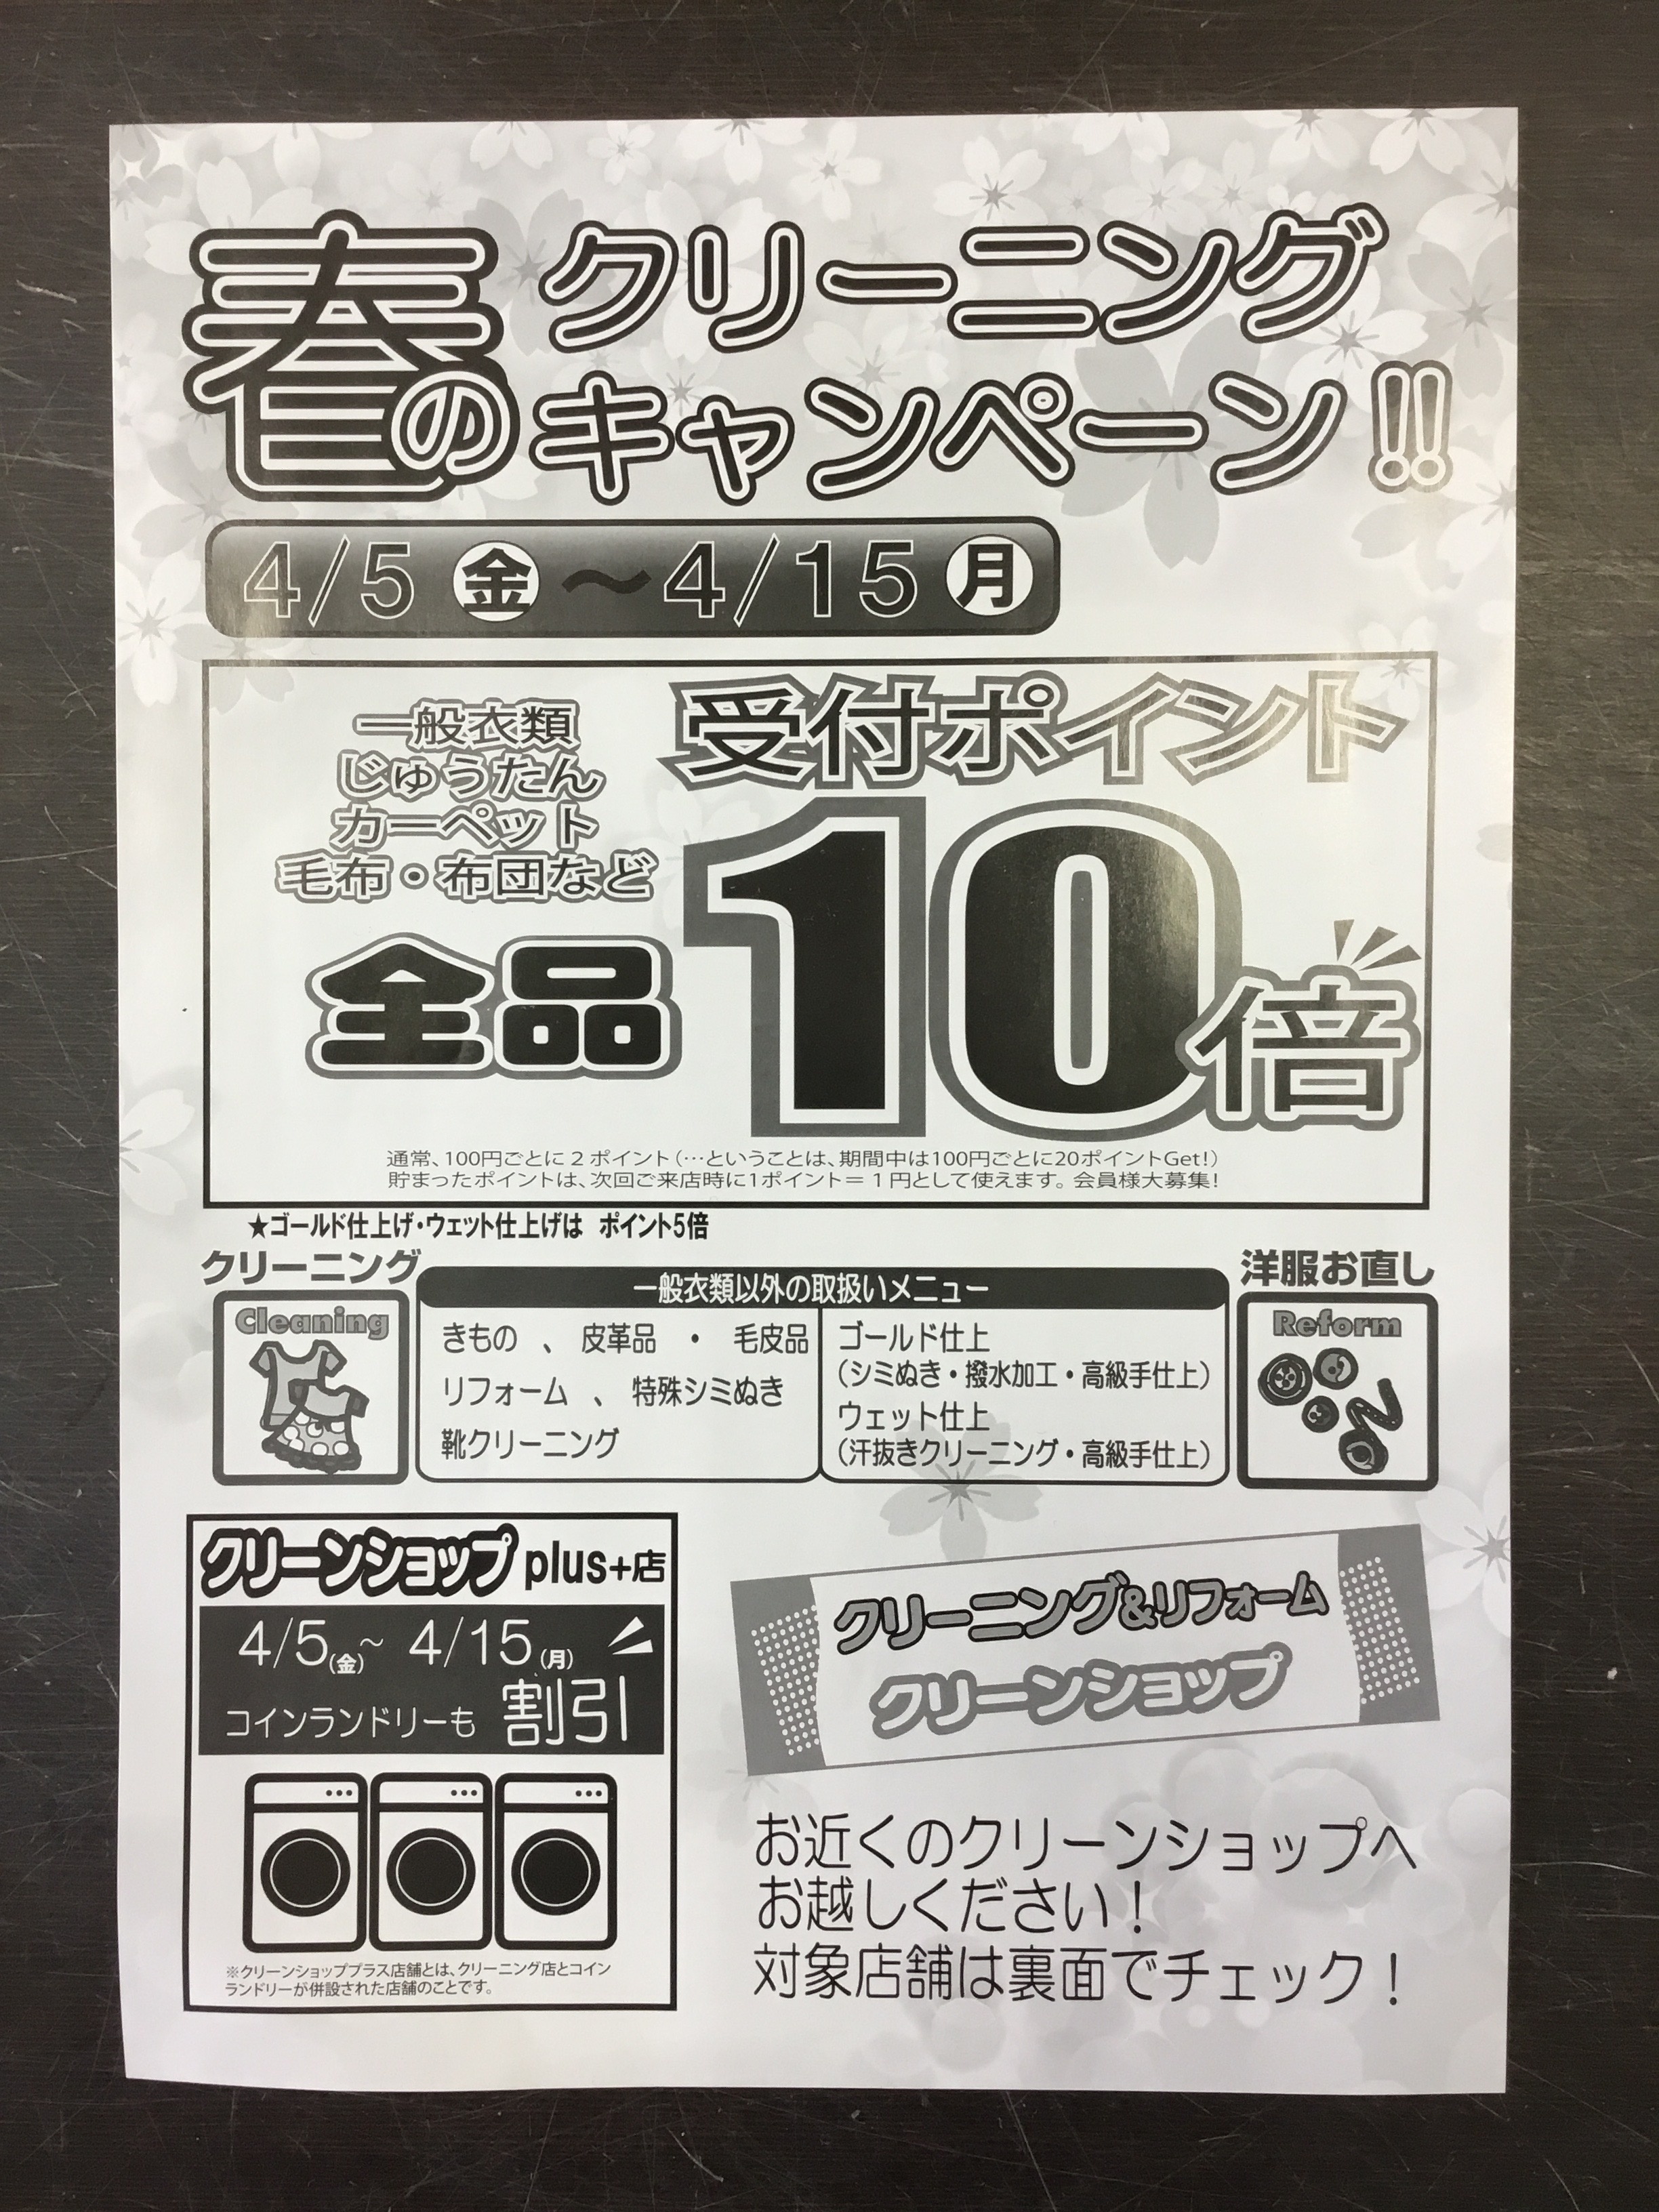 春の
クリーニング
キャンペーン!!
4/5 金 ～ 4/15 月
一般衣類
じゅうたん
カーペット
毛布・布団など
全品
受付ポイント
10倍
通常、100円ごとに2ポイント(…ということは、期間中は100円ごとに20ポイントGet!)
貯まったポイントは、次回ご来店時に1ポイント＝1円として使えます。会員様大募集!
★ゴールド仕上げ・ウェット仕上げは ポイント5倍
クリーニング
Cleaning
一般衣類以外の取扱いメニュー
きもの 、 皮革品 ・ 毛皮品
リフォーム 、 特殊シミぬき
靴クリーニング
ゴールド仕上
(シミぬき・撥水加工・高級手仕上)
ウェット仕上
(汗抜きクリーニング・高級手仕上)
洋服お直し
Reform
クリーンショップ plus+店
4/5(金)～ 4/15(月)
コインランドリーも 割引
※クリーンショッププラス店舗とは、クリーニング店とコイン
ランドリーが併設された店舗のことです。
クリーニング&リフォーム
クリーンショップ
お近くのクリーンショップへ
お越しください！
対象店舗は裏面でチェック！